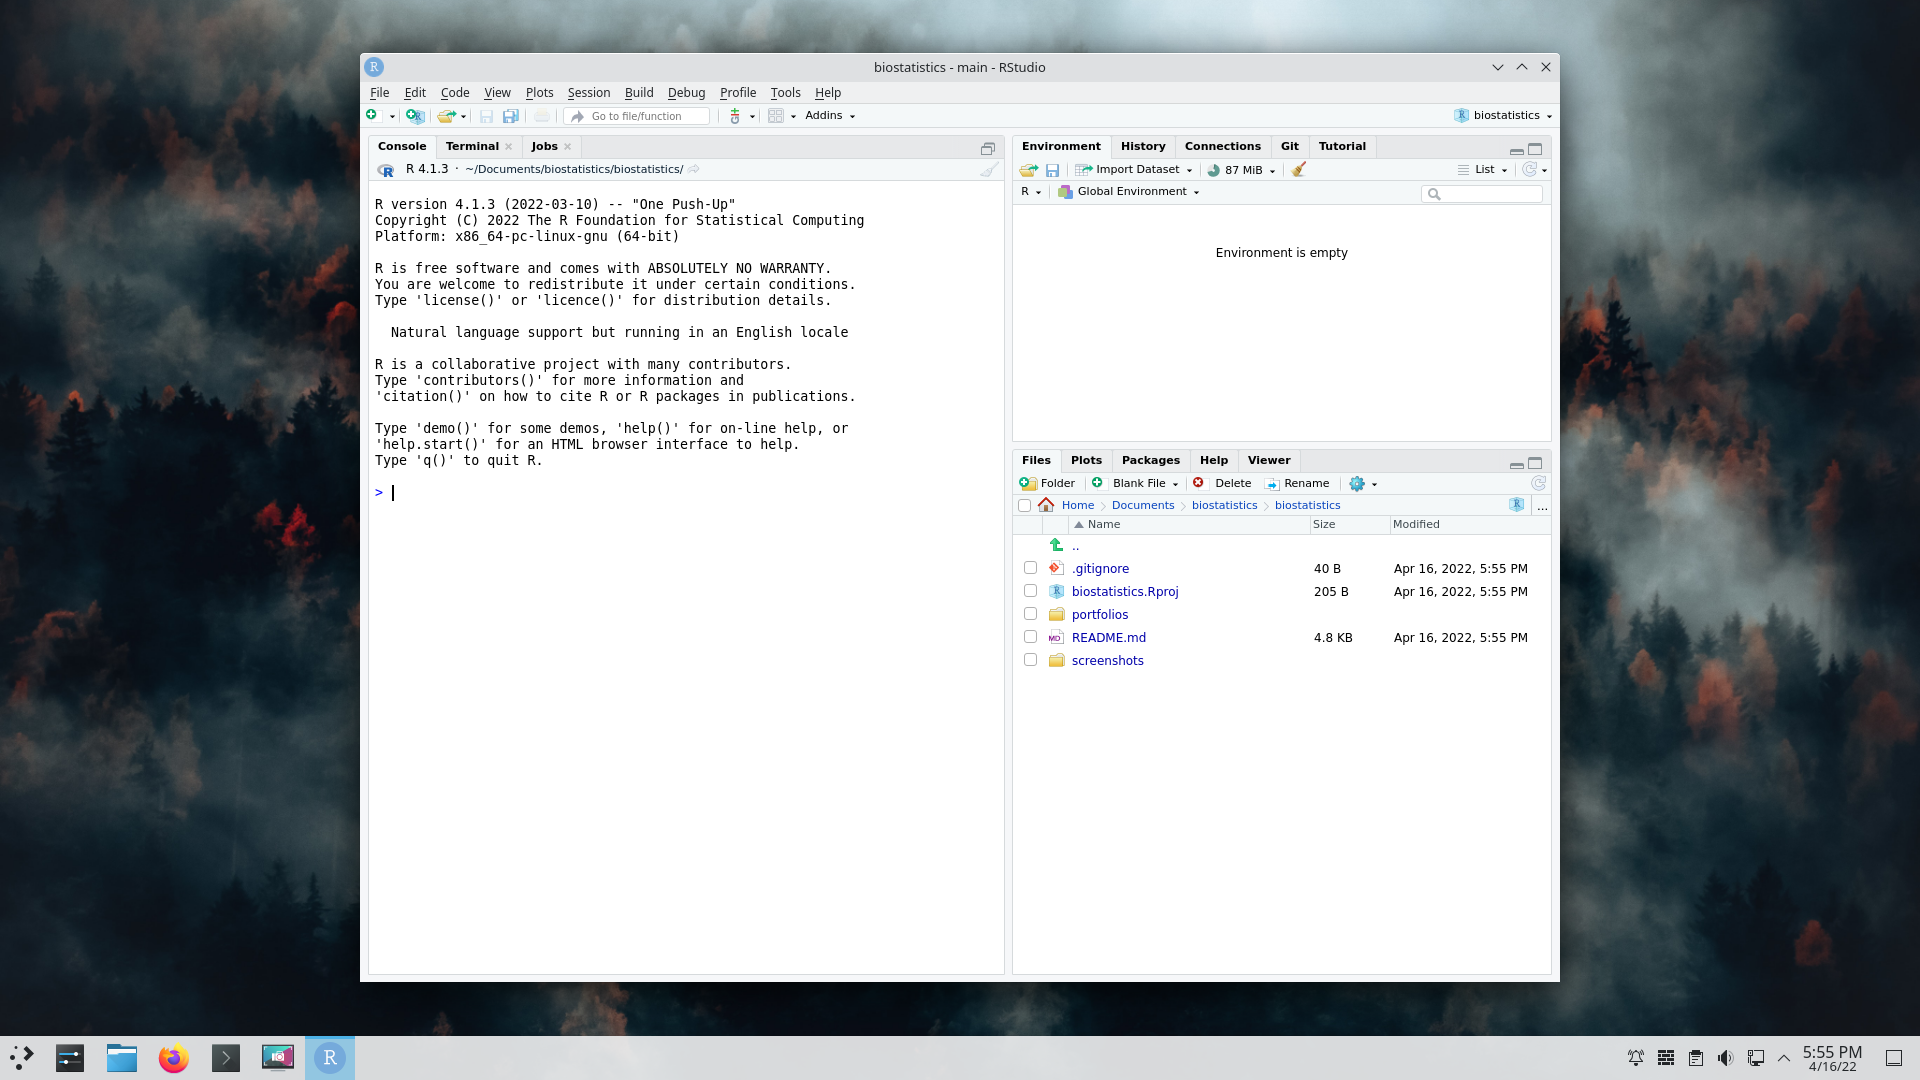 biostatistics - main - RStudio
File Edit Code View Plots Session Build Debug Profile Tools Help
Go to file/function Addins biostatistics
Console Terminal Jobs
R 4.1.3 · ~/Documents/biostatistics/biostatistics/
R version 4.1.3 (2022-03-10) -- "One Push-Up"
Copyright (C) 2022 The R Foundation for Statistical Computing
Platform: x86_64-pc-linux-gnu (64-bit)
R is free software and comes with ABSOLUTELY NO WARRANTY.
You are welcome to redistribute it under certain conditions.
Type 'license()' or 'licence()' for distribution details.
Natural language support but running in an English locale
R is a collaborative project with many contributors.
Type 'contributors()' for more information and
'citation()' on how to cite R or R packages in publications.
Type 'demo()' for some demos, 'help()' for on-line help, or
'help.start()' for an HTML browser interface to help.
Type 'q()' to quit R.
>
Environment History Connections Git Tutorial
Import Dataset 87 MiB List
R Global Environment
Environment is empty
Files Plots Packages Help Viewer
Folder Blank File Delete Rename
Home Documents biostatistics biostatistics ...
Name Size Modified
..
.gitignore 40 B Apr 16, 2022, 5:55 PM
biostatistics.Rproj 205 B Apr 16, 2022, 5:55 PM
portfolios
README.md 4.8 KB Apr 16, 2022, 5:55 PM
screenshots
5:55 PM
4/16/22